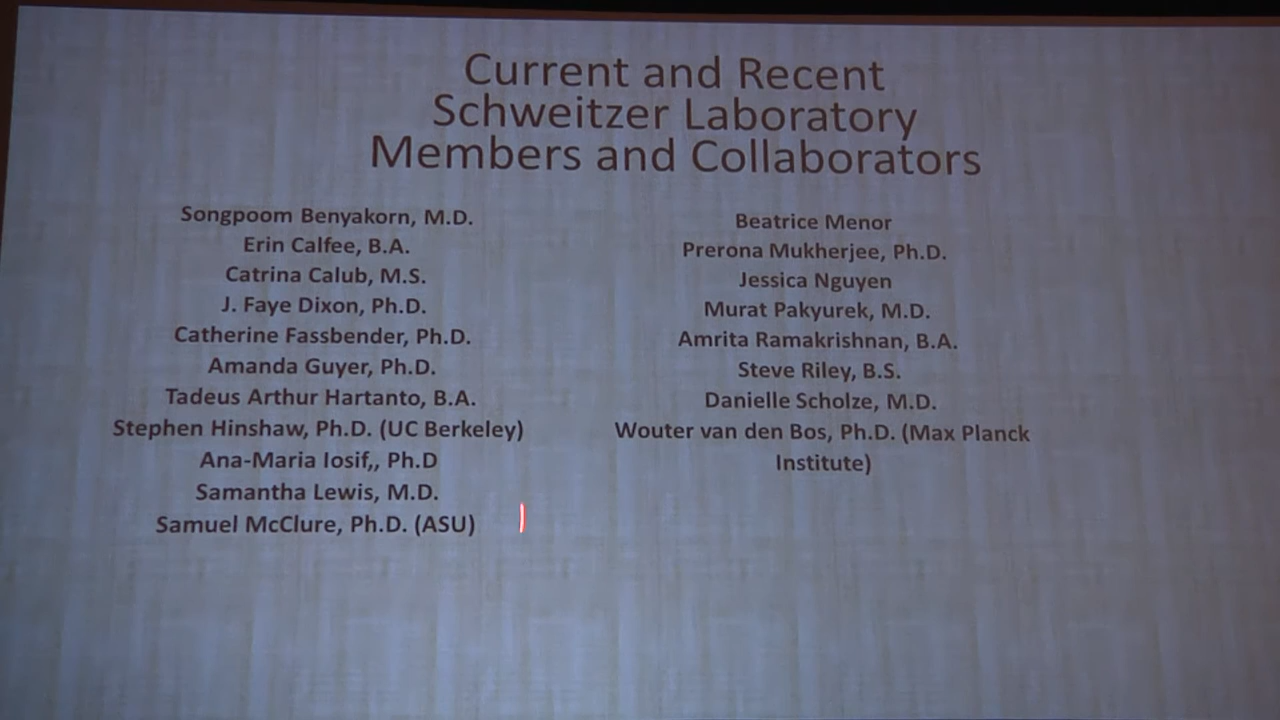 Current and Recent
Schweitzer Laboratory
Members and Collaborators
Songpoom Benyakorn, M.D.
Erin Calfee, B.A.
Catrina Calub, M.S.
J. Faye Dixon, Ph.D.
Catherine Fassbender, Ph.D.
Amanda Guyer, Ph.D.
Tadeus Arthur Hartanto, B.A.
Stephen Hinshaw, Ph.D. (UC Berkeley)
Ana-Maria Iosif,, Ph.D
Samantha Lewis, M.D.
Samuel McClure, Ph.D. (ASU)
Beatrice Menor
Prerona Mukherjee, Ph.D.
Jessica Nguyen
Murat Pakyurek, M.D.
Amrita Ramakrishnan, B.A.
Steve Riley, B.S.
Danielle Scholze, M.D.
Wouter van den Bos, Ph.D. (Max Planck
Institute)